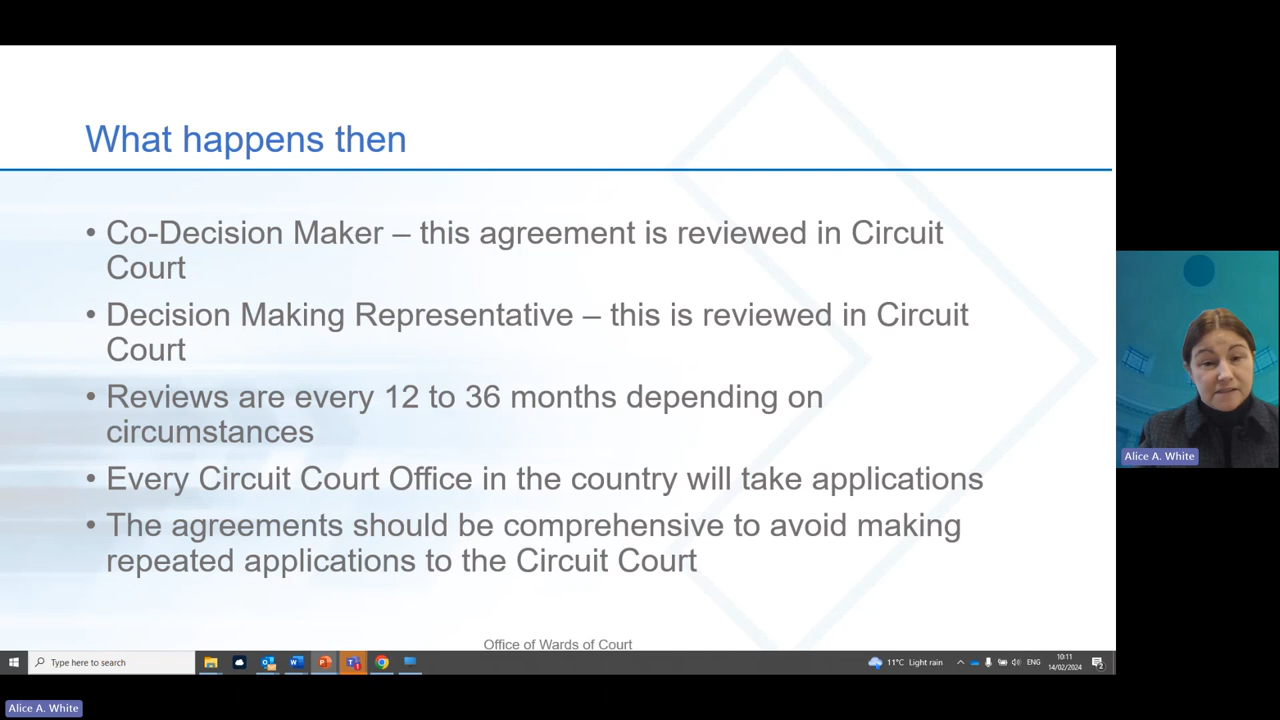 What happens then
• Co-Decision Maker – this agreement is reviewed in Circuit
Court
• Decision Making Representative – this is reviewed in Circuit
Court
• Reviews are every 12 to 36 months depending on
circumstances
• Every Circuit Court Office in the country will take applications
• The agreements should be comprehensive to avoid making
repeated applications to the Circuit Court
Office of Wards of Court
Alice A. White
Type here to search
11°C Light rain
ENG
10:11
14/02/2024
Alice A. White